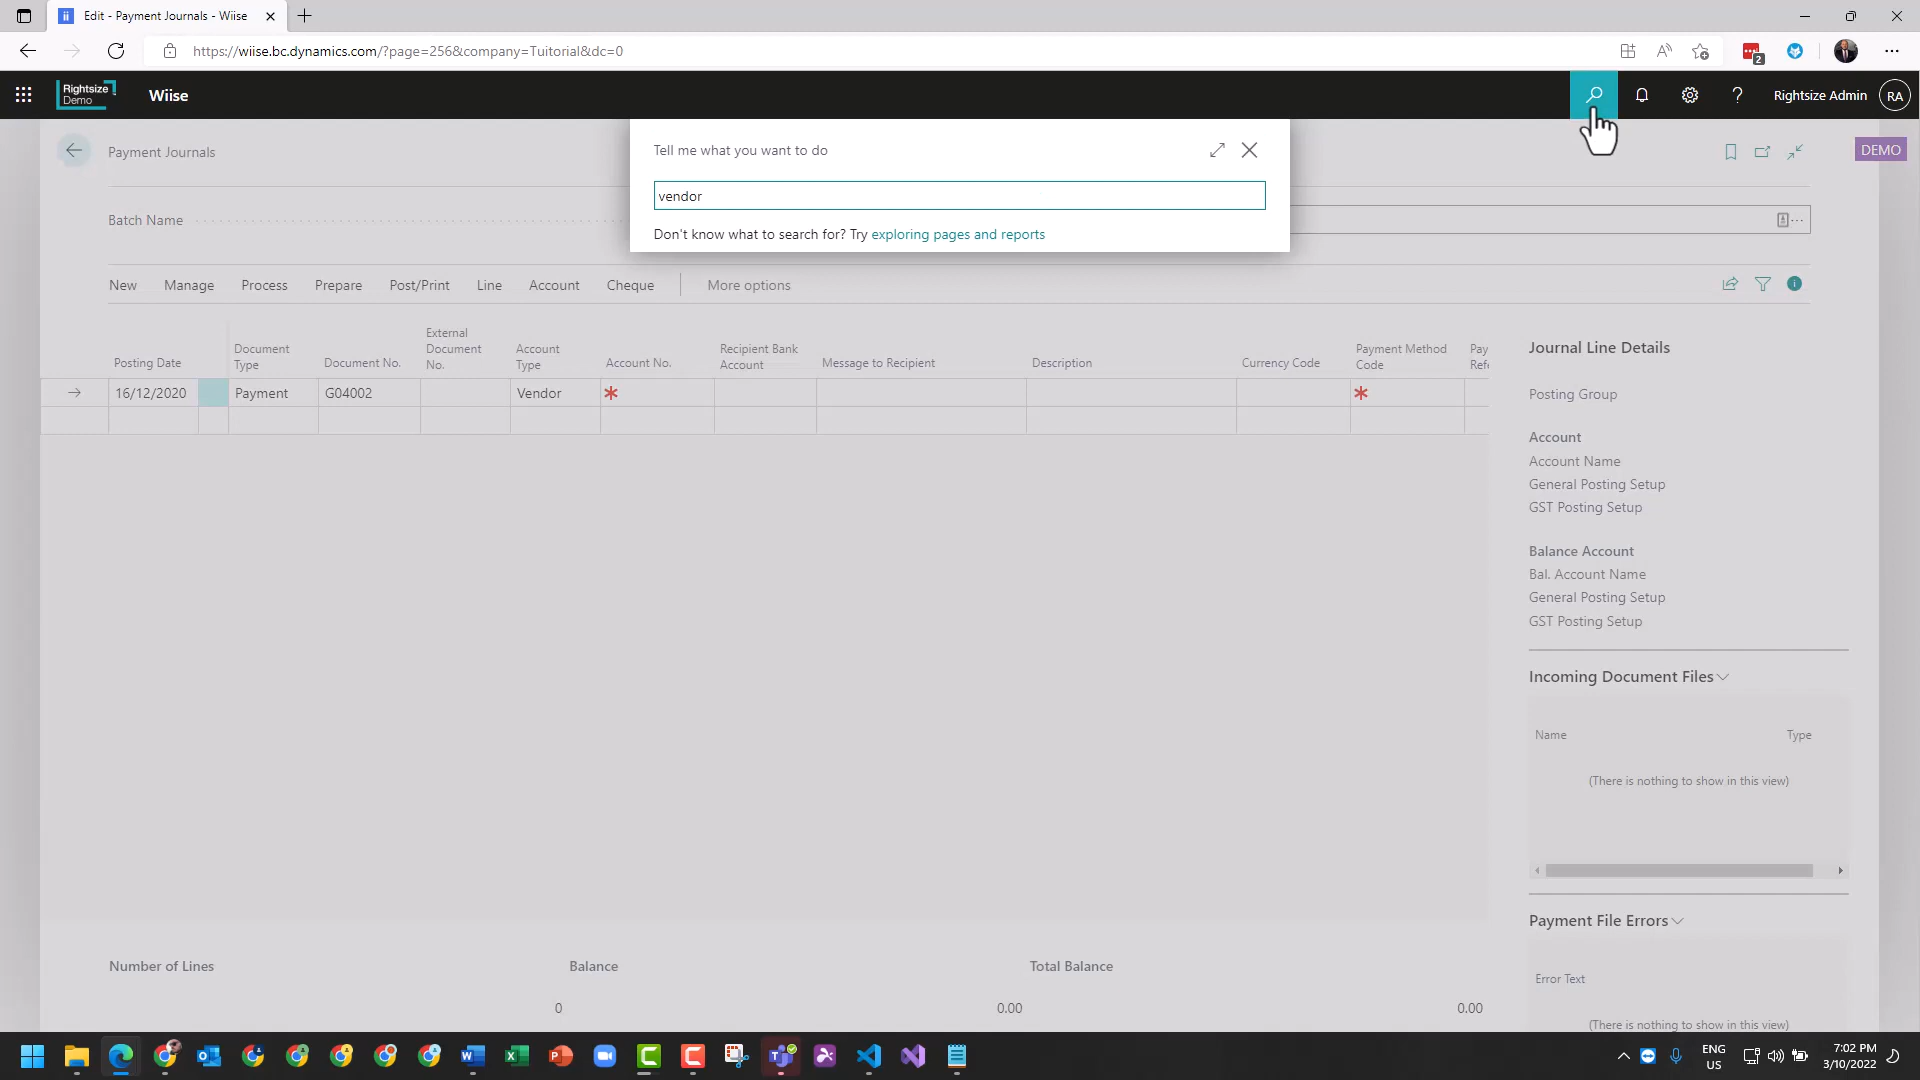 Edit - Payment Journals - Wiise
https://wiise.bc.dynamics.com/?page=256&company=Tuitorial&dc=0
2
Rightsize
Demo
Wiise
Rightsize Admin
RA
Payment Journals
Tell me what you want to do
DEMO
vendor
Batch Name
Don't know what to search for? Try exploring pages and reports
New Manage Process Prepare Post/Print Line Account Cheque More options
Posting Date
Document
Type
Document No.
External
Document
No.
Account
Type
Account No.
Recipient Bank
Account
Message to Recipient
Description
Currency Code
Payment Method
Code
Pay
Refe
16/12/2020 Payment G04002 Vendor * *
Journal Line Details
Posting Group
Account
Account Name
General Posting Setup
GST Posting Setup
Balance Account
Bal. Account Name
General Posting Setup
GST Posting Setup
Incoming Document Files
Name Type
(There is nothing to show in this view)
Payment File Errors
Error Text
(There is nothing to show in this view)
Number of Lines Balance Total Balance
0 0.00 0.00
ENG
US
7:02 PM
3/10/2022